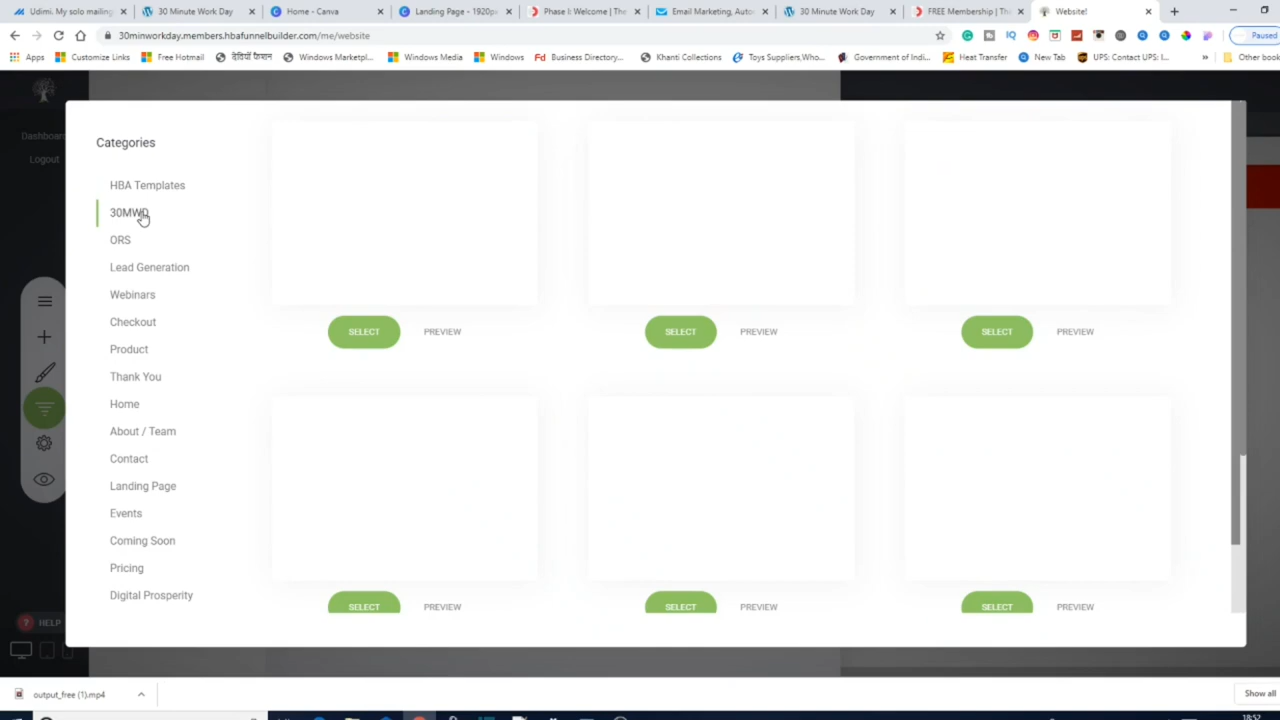 Udimi. My solo mailing
30 Minute Work Day
Home - Canva
Landing Page - 1920p
Phase I: Welcome | The
Email Marketing, Autom
30 Minute Work Day
FREE Membership | Th
Website!
30minworkday.members.hbafunnelbuilder.com/me/website
Paused
Apps
Customize Links
Free Hotmail
Windows Marketpl...
Windows Media
Windows
Business Directory...
Khanti Collections
Toys Suppliers,Who...
Government of Indi...
Heat Transfer
New Tab
UPS: Contact UPS: I...
»
Other book
Dashboard
Logout
Categories
HBA Templates
30MWD
ORS
Lead Generation
Webinars
Checkout
Product
Thank You
Home
About / Team
Contact
Landing Page
Events
Coming Soon
Pricing
Digital Prosperity
SELECT PREVIEW SELECT PREVIEW SELECT PREVIEW
SELECT PREVIEW SELECT PREVIEW SELECT PREVIEW
? HELP
output_free (1).mp4
Show all
18:52